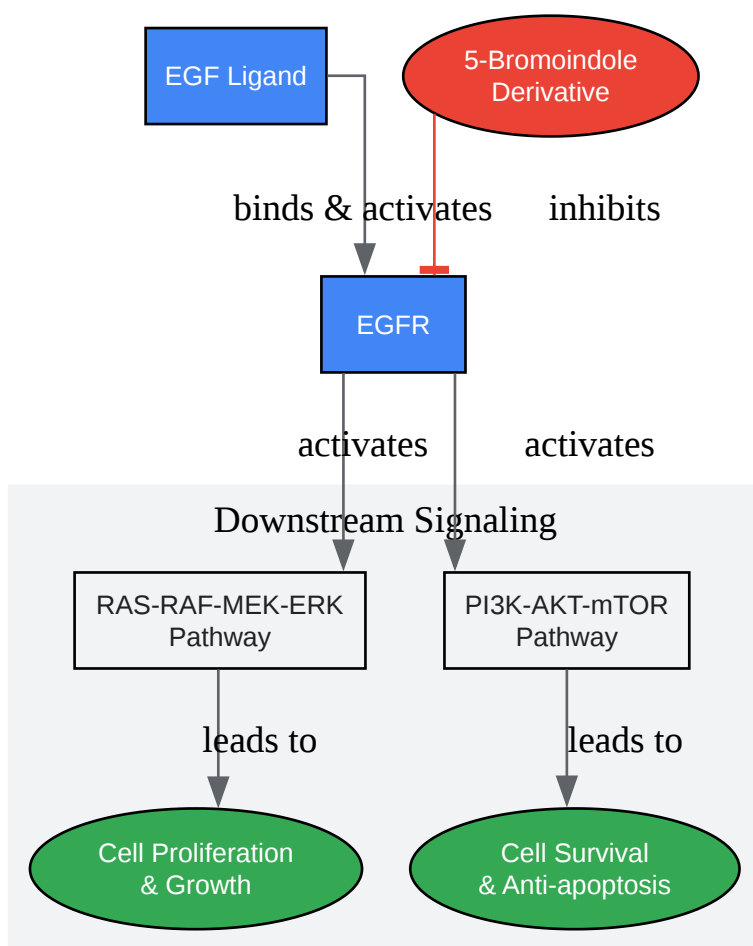 EGF Ligand
5-Bromoindole
Derivative
binds & activates
inhibits
EGFR
activates
activates
Downstream Signaling
RAS-RAF-MEK-ERK
Pathway
PI3K-AKT-mTOR
Pathway
leads to
leads to
Cell Proliferation
& Growth
Cell Survival
& Anti-apoptosis